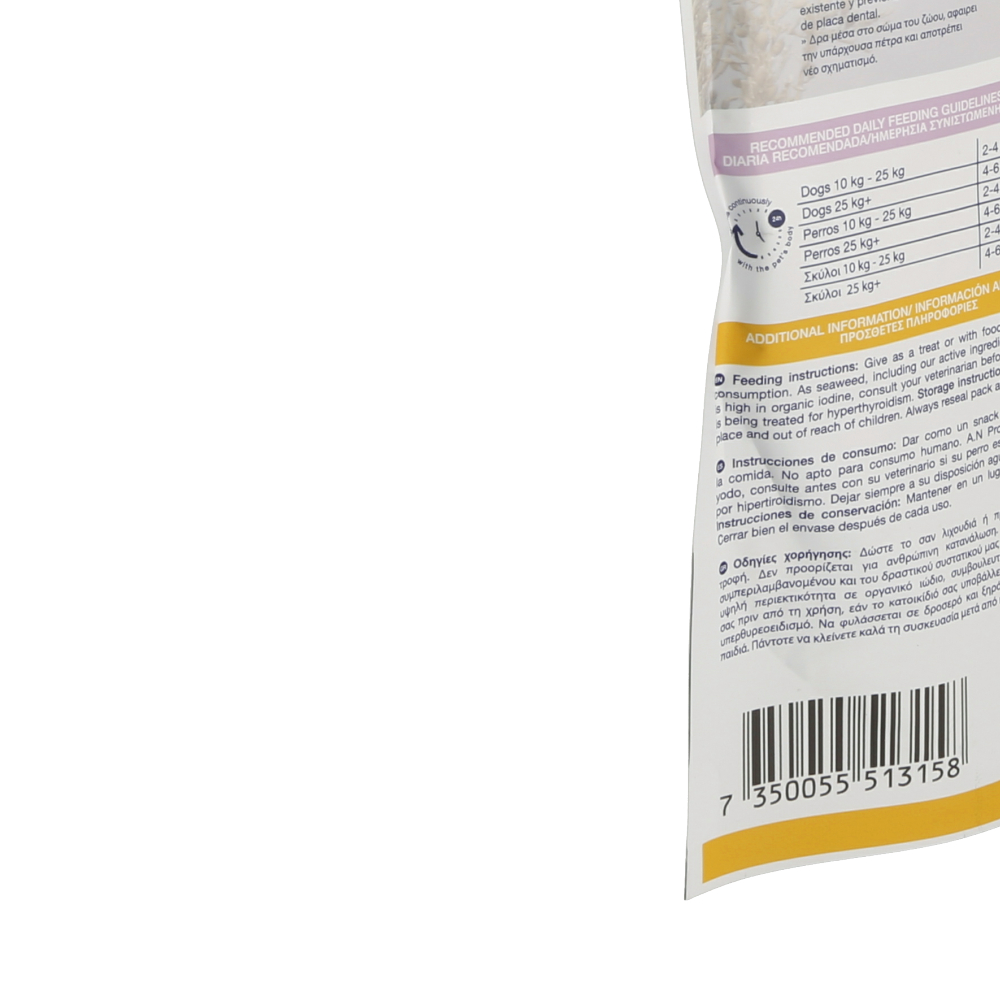 existente y
de placa dental.
» Δρα μέσα στο σώμα του ζώου, αφαιρεί
την υπάρχουσα πέτρα και αποτρέπει
νέο σχηματισμό.
RECOMMENDED DAILY FEEDING GUIDELINES
DIARIA RECOMENDADA/ΗΜΕΡΗΣΙΑ ΣΥΝΙΣΤΩΜΕΝΗ
continuously
24h
with the pet's body
Dogs 10 kg - 25 kg 2-4
Dogs 25 kg+ 4-6
Perros 10 kg - 25 kg 2-4
Perros 25 kg+ 4-6
Σκύλοι 10 kg - 25 kg 2-4
Σκύλοι 25 kg+ 4-6
ADDITIONAL INFORMATION/ INFORMACIÓN A
ΠΡΟΣΘΕΤΕΣ ΠΛΗΡΟΦΟΡΙΕΣ
Feeding instructions: Give as a treat or with food
consumption. As seaweed, including our active ingredi
is high in organic iodine, consult your veterinarian befo
is being treated for hyperthyroidism. Storage instructio
place and out of reach of children. Always reseal pack a
Instrucciones de consumo: Dar como un snack
la comida. No apto para consumo humano. A.N Pro
yodo, consulte antes con su veterinario si su perro es
por hipertiroidismo. Dejar siempre a su disposición agu
Instrucciones de conservación: Mantener en un lug
Cerrar bien el envase después de cada uso.
GR Οδηγίες χορήγησης: Δώστε το σαν λιχουδιά ή
τροφή. Δεν προορίζεται για ανθρώπινη κατανάλωση.
συμπεριλαμβανομένου και του δραστικού συστατικού μας
υψηλή περιεκτικότητα σε οργανικό ιώδιο, συμβουλευτ
σας πριν από τη χρήση, εάν το κατοικίδιό σας υποβάλλε
υπερθυρεοειδισμό. Να φυλάσσεται σε δροσερό και ξηρό
παιδιά. Πάντοτε να κλείνετε καλά τη συσκευασία μετά από
7 350055 513158